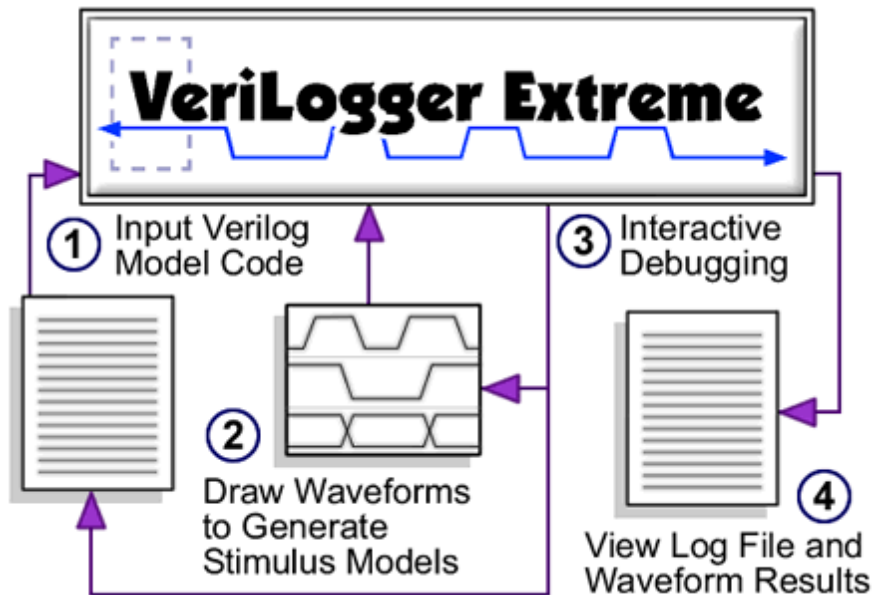 VeriLogger Extreme
1
Input Verilog
Model Code
2
Draw Waveforms
to Generate
Stimulus Models
3
Interactive
Debugging
4
View Log File and
Waveform Results